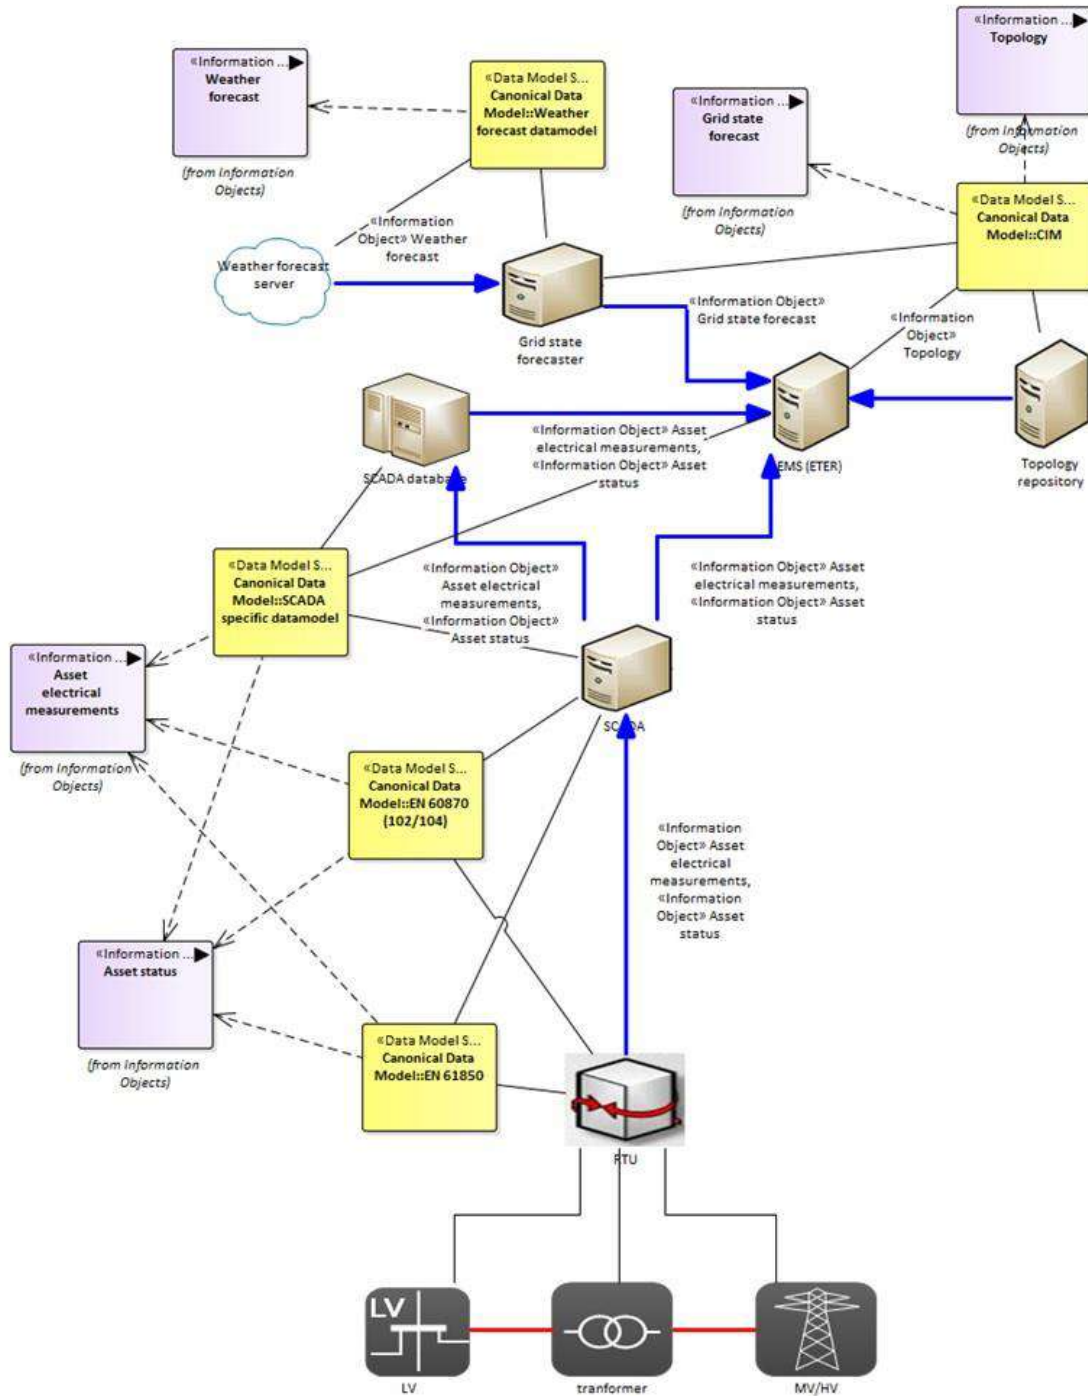 «Information ...
Topology
(from Information
Objects)
«Information ...
Weather
forecast
(from Information
Objects)
«Data Model S...
Canonical Data
Model::Weather
forecast datamodel
«Information ...
Grid state
forecast
(from Information
Objects)
«Data Model S...
Canonical Data
Model::CIM
«Information
Object» Weather
forecast
Weather forecast
server
Grid state
forecaster
«Information Object»
Grid state forecast
«Information
Object»
Topology
SCADA database
«Information Object» Asset
electrical measurements,
«Information Object» Asset
status
EMS (ETER)
Topology
repository
«Data Model S...
Canonical Data
Model::SCADA
specific datamodel
«Information Object»
Asset electrical
measurements,
«Information Object»
Asset status
«Information Object» Asset
electrical measurements,
«Information Object» Asset
status
«Information ...
Asset
electrical
measurements
(from Information
Objects)
SCADA
«Data Model S...
Canonical Data
Model::EN 60870
(102/104)
«Information
Object» Asset
electrical
measurements,
«Information
Object» Asset
status
«Information ...
Asset status
(from Information
Objects)
«Data Model S...
Canonical Data
Model::EN 61850
RTU
LV
LV
tranformer
MV/HV